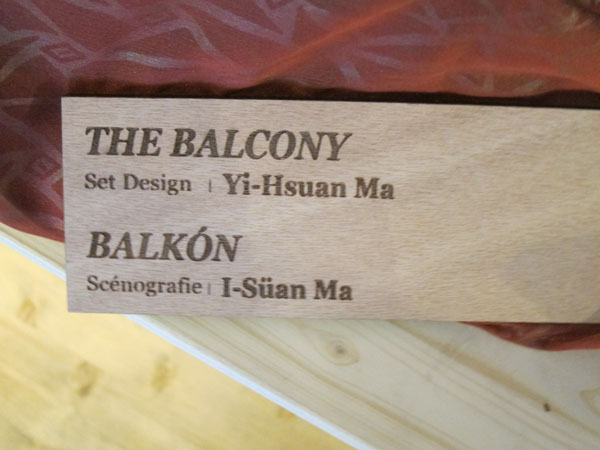 THE BALCONY
Set Design | Yi-Hsuan Ma
BALKÓN
Scénografie | I-Süan Ma